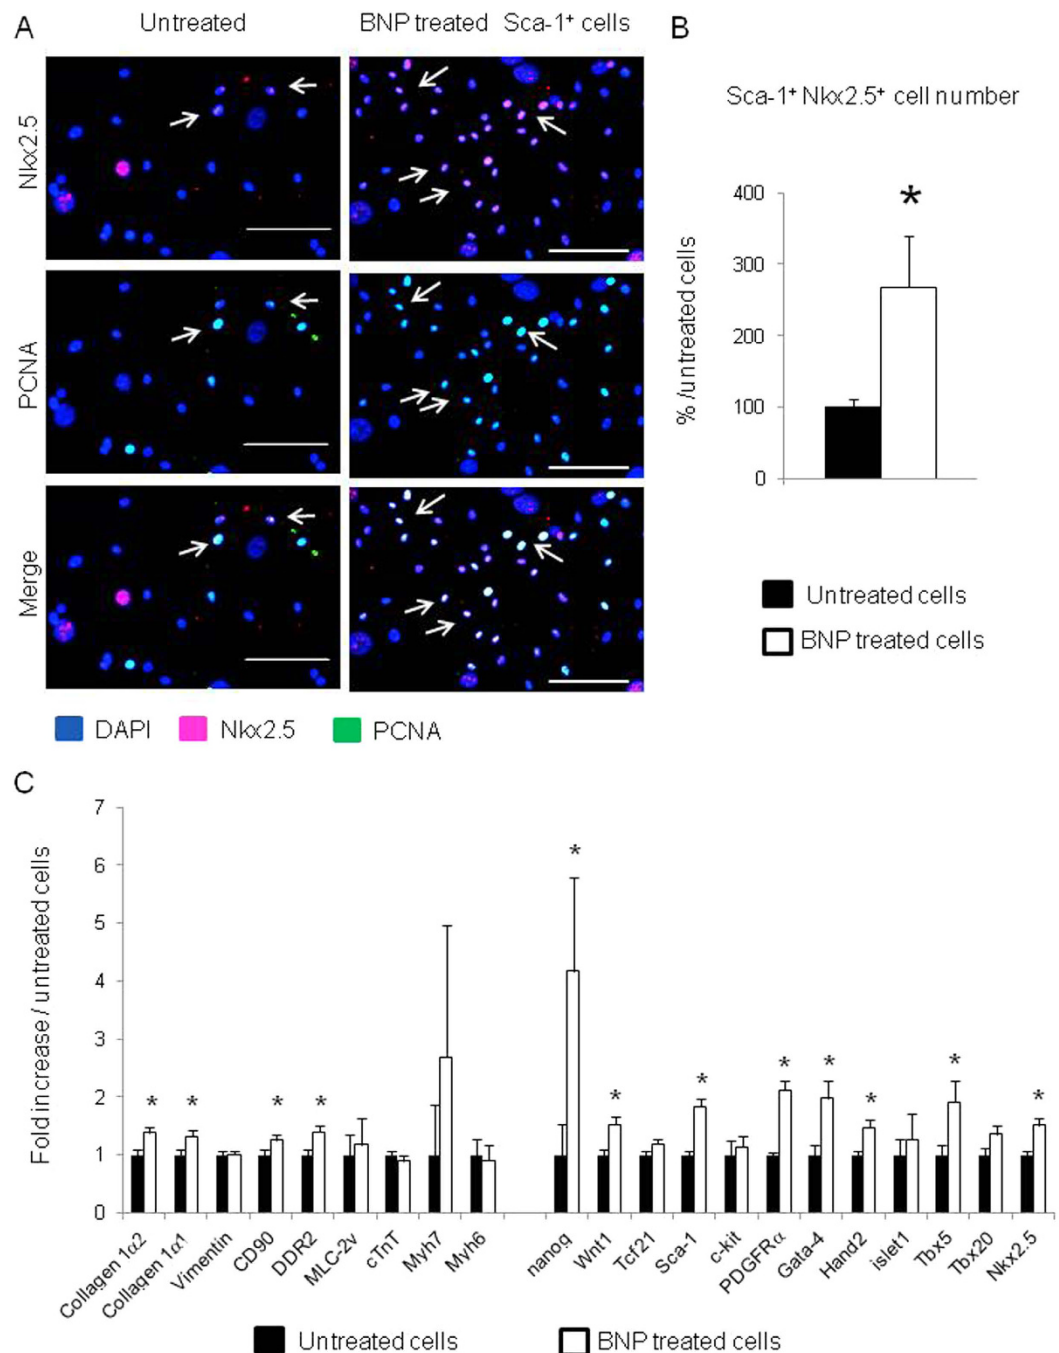 A
Untreated
BNP treated Sca-1⁺ cells
Nkx2.5
PCNA
Merge
DAPI
Nkx2.5
PCNA
B
Sca-1⁺ Nkx2.5⁺ cell number
% /untreated cells
400
300
200
100
0
*
Untreated cells
BNP treated cells
C
Fold increase / untreated cells
7
6
5
4
3
2
1
0
* * * * * * * * * * * *
Collagen 1α2
Collagen 1α1
Vimentin
CD90
DDR2
MLC-2v
cTnT
Myh7
Myh6
nanog
Wnt1
Tcf21
Sca-1
c-kit
PDGFRα
Gata-4
Hand2
islet1
Tbx5
Tbx20
Nkx2.5
Untreated cells
BNP treated cells